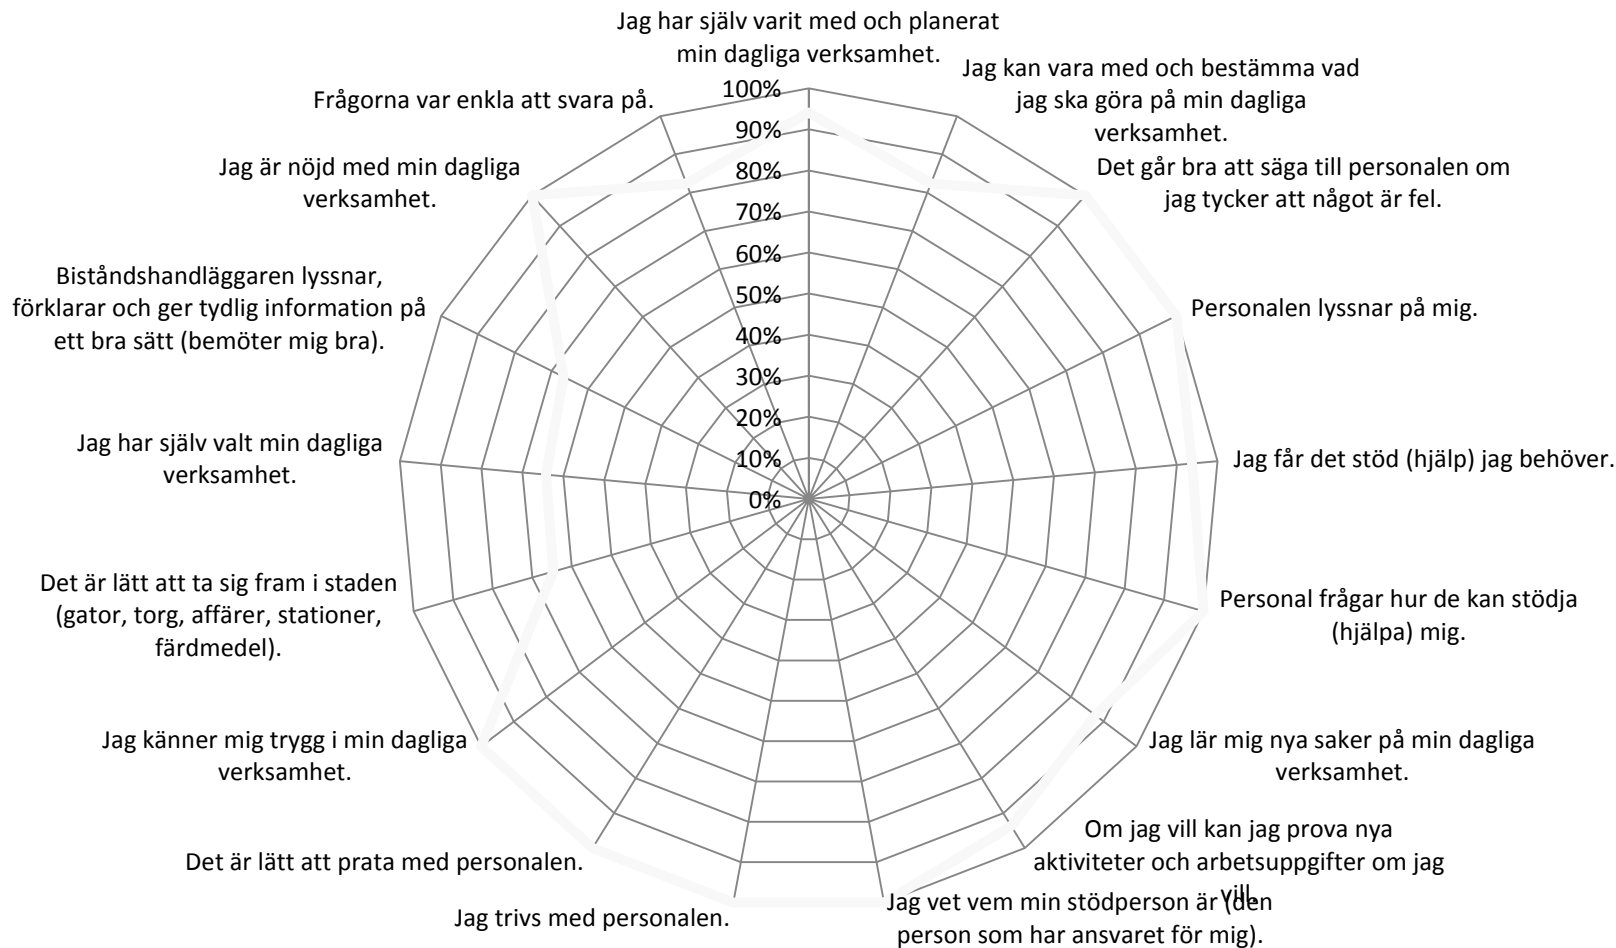 Jag har själv varit med och planerat
min dagliga verksamhet.
Jag kan vara med och bestämma vad
jag ska göra på min dagliga
verksamhet.
Det går bra att säga till personalen om
jag tycker att något är fel.
Personalen lyssnar på mig.
Jag får det stöd (hjälp) jag behöver.
Personal frågar hur de kan stödja
(hjälpa) mig.
Jag lär mig nya saker på min dagliga
verksamhet.
Om jag vill kan jag prova nya
aktiviteter och arbetsuppgifter om jag
vill.
Jag vet vem min stödperson är (den
person som har ansvaret för mig).
Jag trivs med personalen.
Det är lätt att prata med personalen.
Jag känner mig trygg i min dagliga
verksamhet.
Det är lätt att ta sig fram i staden
(gator, torg, affärer, stationer,
färdmedel).
Jag har själv valt min dagliga
verksamhet.
Biståndshandläggaren lyssnar,
förklarar och ger tydlig information på
ett bra sätt (bemöter mig bra).
Jag är nöjd med min dagliga
verksamhet.
Frågorna var enkla att svara på.
100%
90%
80%
70%
60%
50%
40%
30%
20%
10%
0%